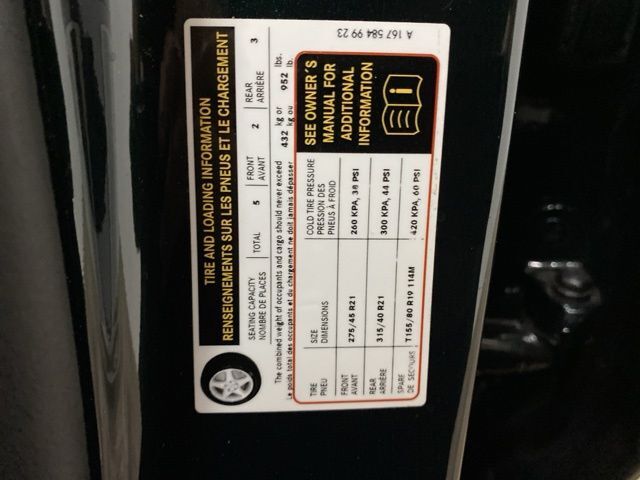 TIRE AND LOADING INFORMATION
RENSEIGNEMENTS SUR LES PNEUS ET LE CHARGEMENT
SEATING CAPACITY
NOMBRE DE PLACES
TOTAL 5
FRONT
AVANT
2
REAR
ARRIÈRE
3
The combined weight of occupants and cargo should never exceed 432 kg or 952 lbs.
Le poids total des occupants et du chargement ne doit jamais dépasser kg ou lb.
TIRE
PNEU
SIZE
DIMENSIONS
COLD TIRE PRESSURE
PRESSION DES
PNEUS À FROID
FRONT
AVANT
275/45 R21
260 KPA, 38 PSI
REAR
ARRIÈRE
315/40 R21
300 KPA, 44 PSI
SPARE
DE SECOURS
T155/80 R19 114M
420 KPA, 60 PSI
SEE OWNER'S
MANUAL FOR
ADDITIONAL
INFORMATION
A 167 584 99 23